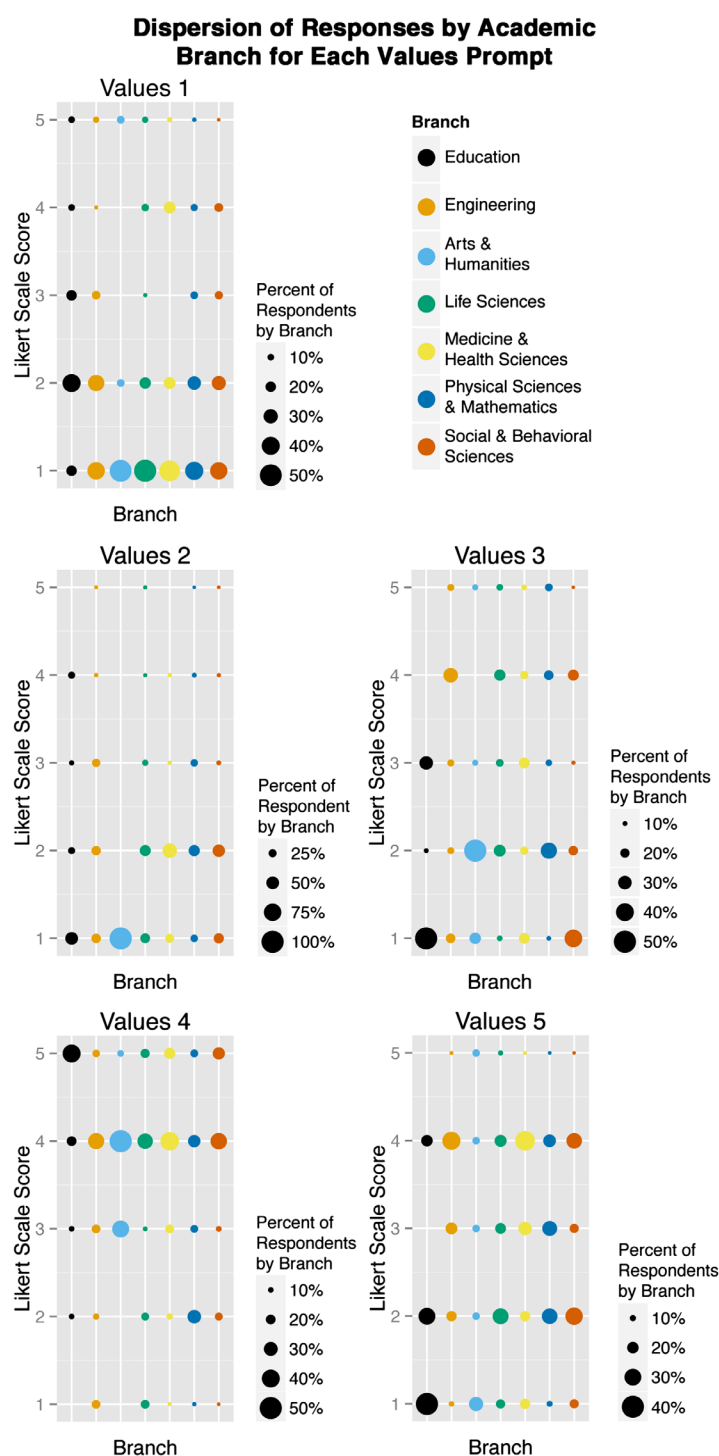 Dispersion of Responses by Academic
Branch for Each Values Prompt
Values 1
Likert Scale Score
5
4
3
2
1
Branch
Percent of
Respondents
by Branch
10%
20%
30%
40%
50%
Branch
Education
Engineering
Arts &
Humanities
Life Sciences
Medicine &
Health Sciences
Physical Sciences
& Mathematics
Social & Behavioral
Sciences
Values 2
Likert Scale Score
5
4
3
2
1
Branch
Percent of
Respondent
by Branch
25%
50%
75%
100%
Values 3
Likert Scale Score
5
4
3
2
1
Branch
Percent of
Respondents
by Branch
10%
20%
30%
40%
50%
Values 4
Likert Scale Score
5
4
3
2
1
Branch
Percent of
Respondents
by Branch
10%
20%
30%
40%
50%
Values 5
Likert Scale Score
5
4
3
2
1
Branch
Percent of
Respondents
by Branch
10%
20%
30%
40%